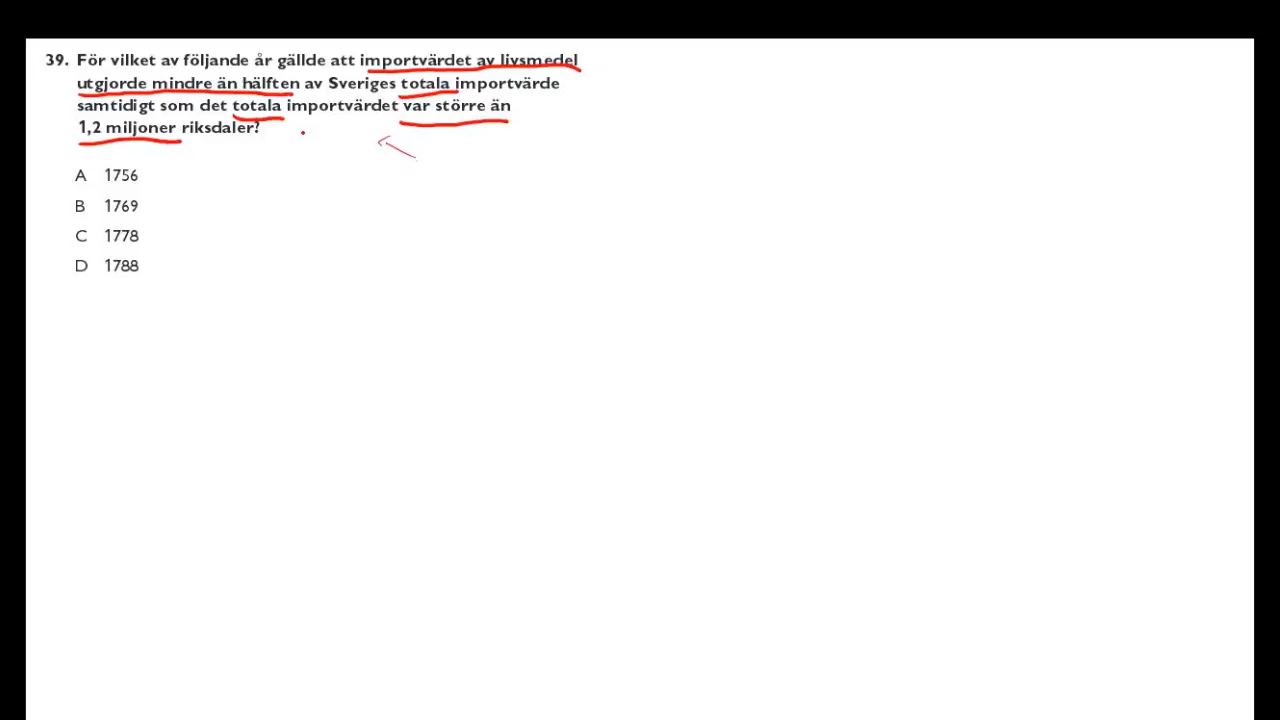 39. För vilket av följande år gällde att importvärdet av livsmedel
utgjorde mindre än hälften av Sveriges totala importvärde
samtidigt som det totala importvärdet var större än
1,2 miljoner riksdaler?
A 1756
B 1769
C 1778
D 1788